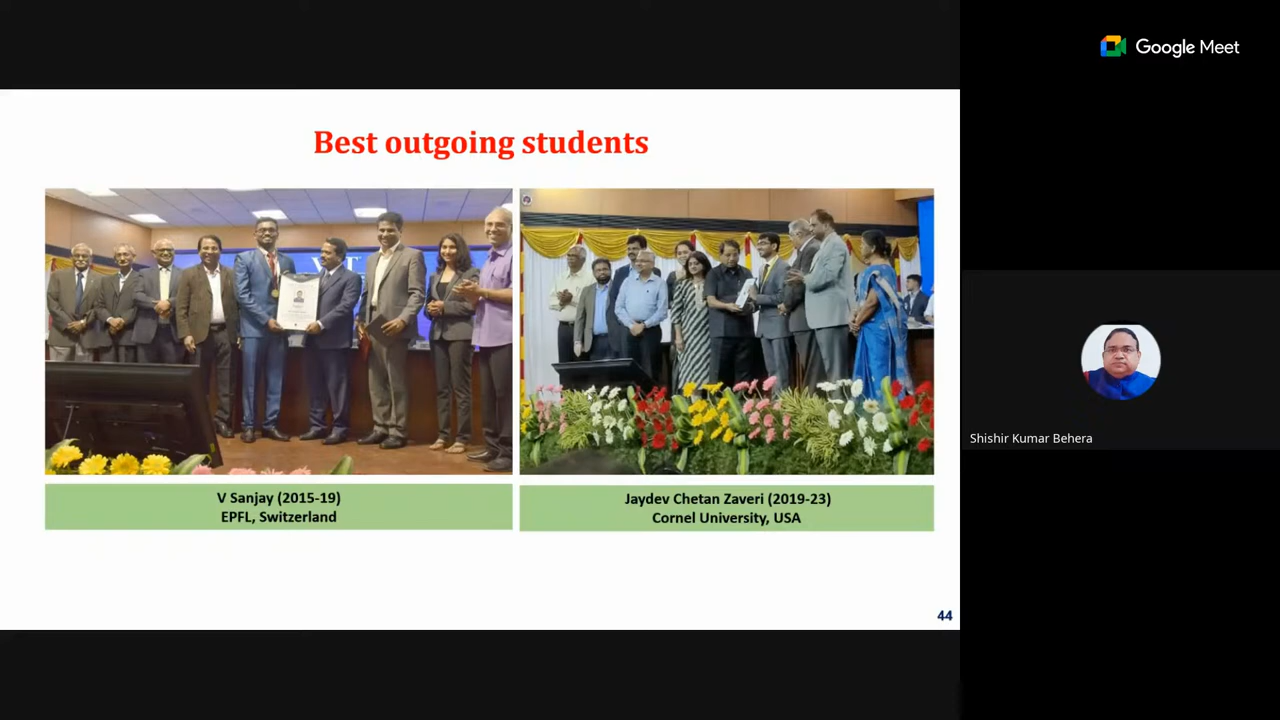 Google Meet
Best outgoing students
V Sanjay (2015-19)
EPFL, Switzerland
Jaydev Chetan Zaveri (2019-23)
Cornel University, USA
Shishir Kumar Behera
44